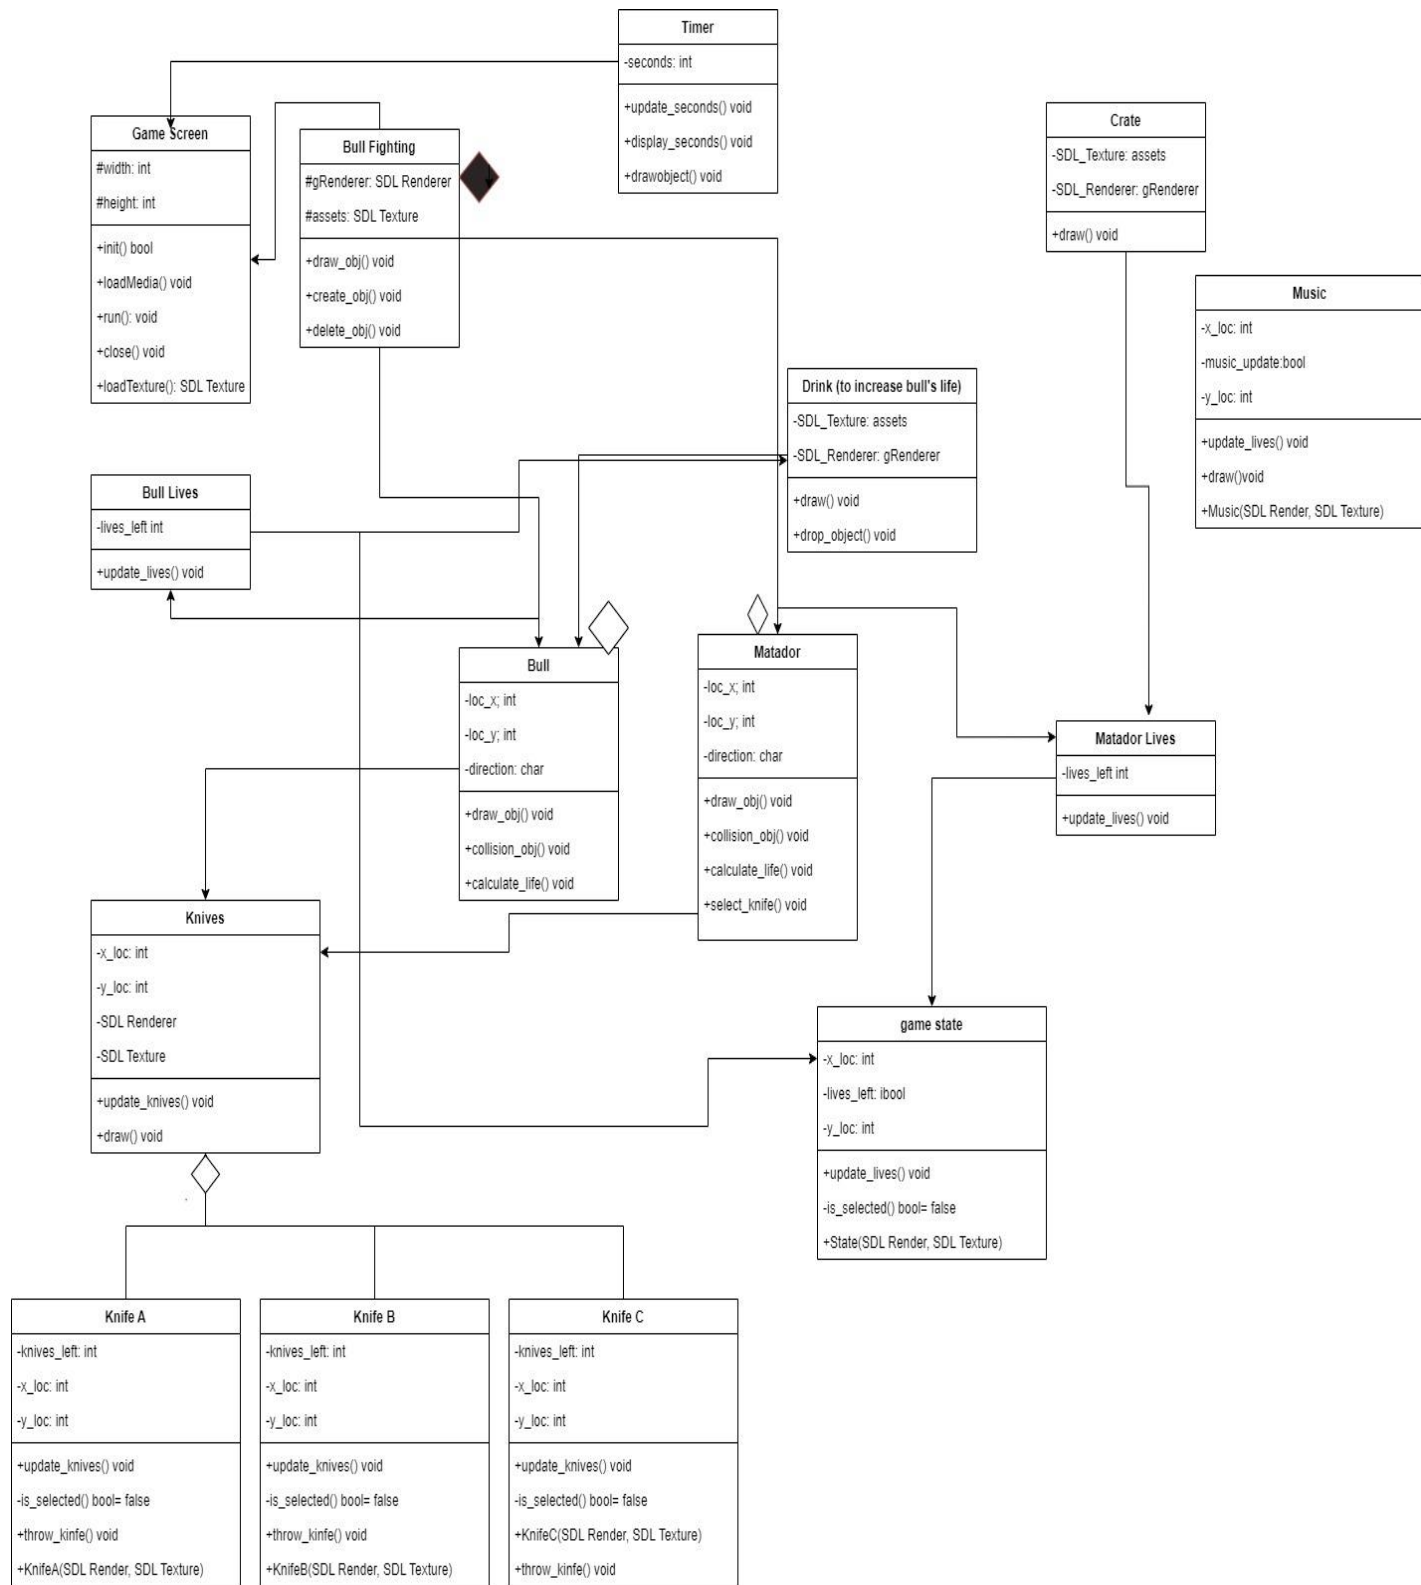 Timer
-seconds: int
+update_seconds() void
+display_seconds() void
+drawobject() void
Game Screen
#width: int
#height: int
+init() bool
+loadMedia() void
+run(): void
+close() void
+loadTexture(): SDL Texture
Bull Fighting
#gRenderer: SDL Renderer
#assets: SDL Texture
+draw_obj() void
+create_obj() void
+delete_obj() void
Crate
-SDL_Texture: assets
-SDL_Renderer: gRenderer
+draw() void
Music
-x_loc: int
-music_update:bool
-y_loc: int
+update_lives() void
+draw()void
+Music(SDL Render, SDL Texture)
Drink (to increase bull's life)
-SDL_Texture: assets
-SDL_Renderer: gRenderer
+draw() void
+drop_object() void
Bull Lives
-lives_left int
+update_lives() void
Bull
-loc_x; int
-loc_y; int
-direction: char
+draw_obj() void
+collision_obj() void
+calculate_life() void
Matador
-loc_x; int
-loc_y; int
-direction: char
+draw_obj() void
+collision_obj() void
+calculate_life() void
+select_knife() void
Matador Lives
-lives_left int
+update_lives() void
Knives
-x_loc: int
-y_loc: int
-SDL Renderer
-SDL Texture
+update_knives() void
+draw() void
game state
-x_loc: int
-lives_left: ibool
-y_loc: int
+update_lives() void
-is_selected() bool= false
+State(SDL Render, SDL Texture)
Knife A
-knives_left: int
-x_loc: int
-y_loc: int
+update_knives() void
-is_selected() bool= false
+throw_kinfe() void
+KnifeA(SDL Render, SDL Texture)
Knife B
-knives_left: int
-x_loc: int
-y_loc: int
+update_knives() void
-is_selected() bool= false
+throw_kinfe() void
+KnifeB(SDL Render, SDL Texture)
Knife C
-knives_left: int
-x_loc: int
-y_loc: int
+update_knives() void
-is_selected() bool= false
+KnifeC(SDL Render, SDL Texture)
+throw_kinfe() void